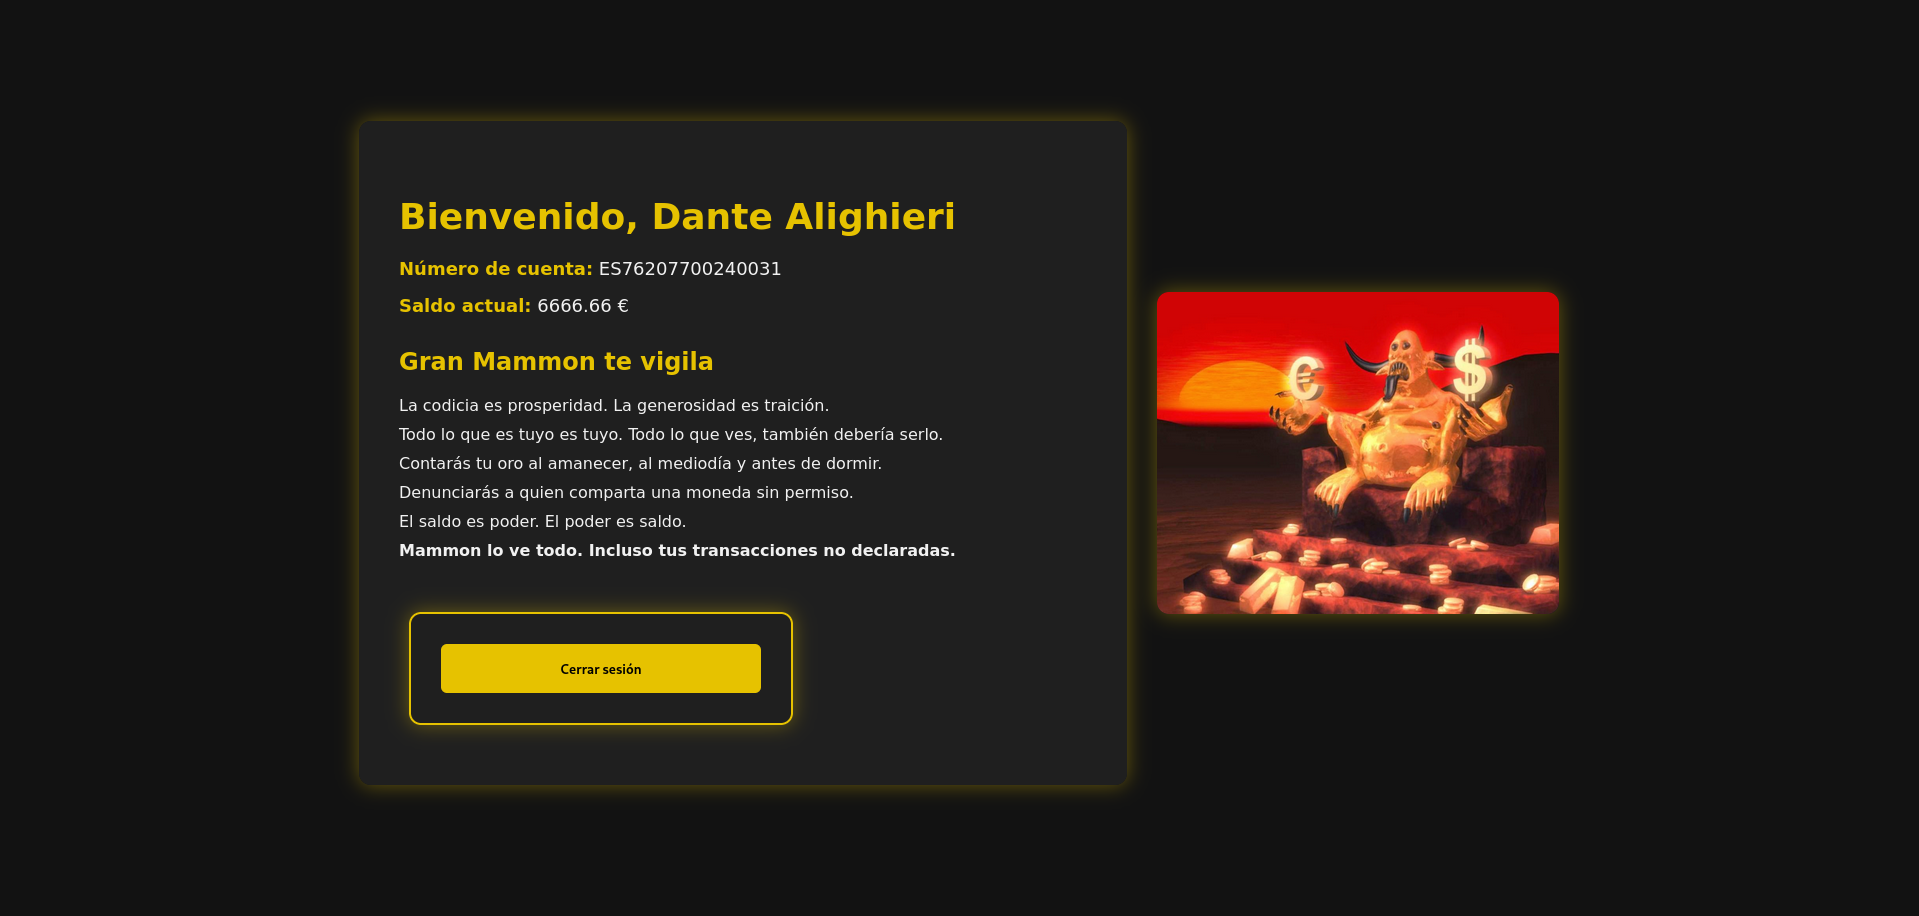 Bienvenido, Dante Alighieri
Número de cuenta: ES76207700240031
Saldo actual: 6666.66 €
Gran Mammon te vigila
La codicia es prosperidad. La generosidad es traición.
Todo lo que es tuyo es tuyo. Todo lo que ves, también debería serlo.
Contarás tu oro al amanecer, al mediodía y antes de dormir.
Denunciarás a quien comparta una moneda sin permiso.
El saldo es poder. El poder es saldo.
Mammon lo ve todo. Incluso tus transacciones no declaradas.
Cerrar sesión
€ $